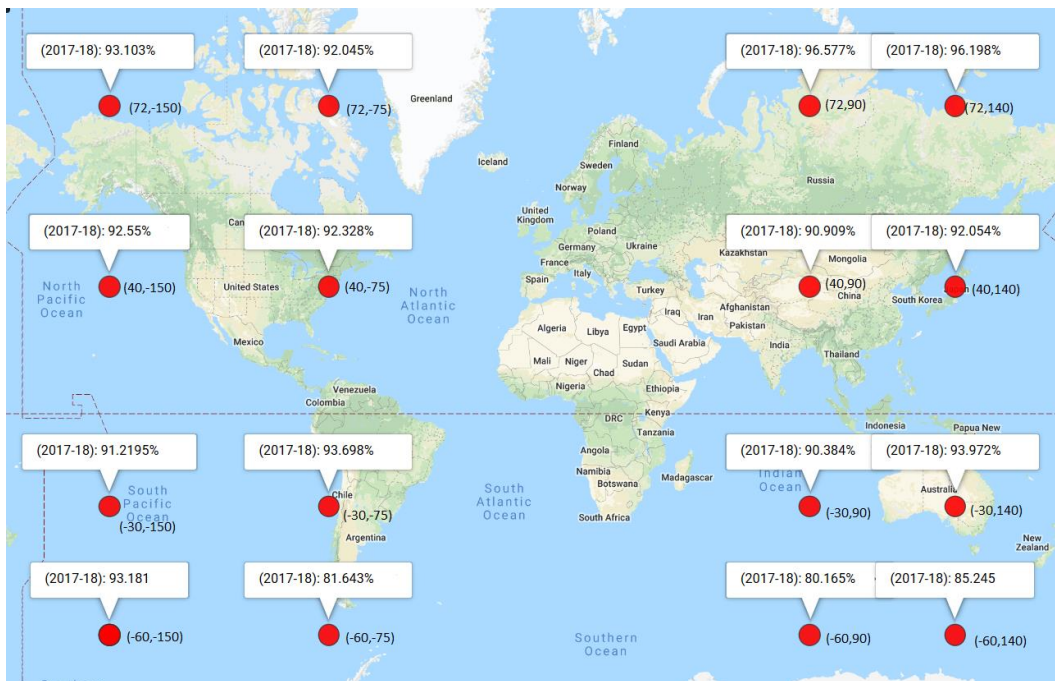 (2017-18): 93.103%
(2017-18): 92.045%
(2017-18): 96.577%
(2017-18): 96.198%
Greenland
(72,-150)
(72,-75)
(72,90)
(72,140)
Finland
Iceland
Sweden
Norway
Russia
United
Kingdom
(2017-18): 92.55%
Can
(2017-18): 92.328%
Poland
Germany
Ukraine
France
Italy
Spain
Turkey
Kazakhstan
(2017-18): 90.909%
(2017-18): 92.054%
Mongolia
North
Pacific
Ocean
(40,-150)
United States
(40,-75)
North
Atlantic
Ocean
(40,90)
China
South Korea
(40,140)
Iraq
Iran
Afghanistan
Pakistan
Mexico
Algeria
Libya
Egypt
Saudi Arabia
India
Thailand
Mali
Niger
Chad
Sudan
Nigeria
Ethiopia
Venezuela
Colombia
DRC
Kenya
Tanzania
Indonesia
Papua New
(2017-18): 91.2195%
(2017-18): 93.698%
Angola
Namibia
Botswana
Madagascar
(2017-18): 90.384%
(2017-18): 93.972%
Indian
Ocean
South
Pacific
Ocean
(-30,-150)
Chile
(-30,-75)
Argentina
South
Atlantic
Ocean
South Africa
(-30,90)
Australia
(-30,140)
New
Zealand
(2017-18): 93.181
(2017-18): 81.643%
(2017-18): 80.165%
(2017-18): 85.245
(-60,-150)
(-60,-75)
Southern
Ocean
(-60,90)
(-60,140)